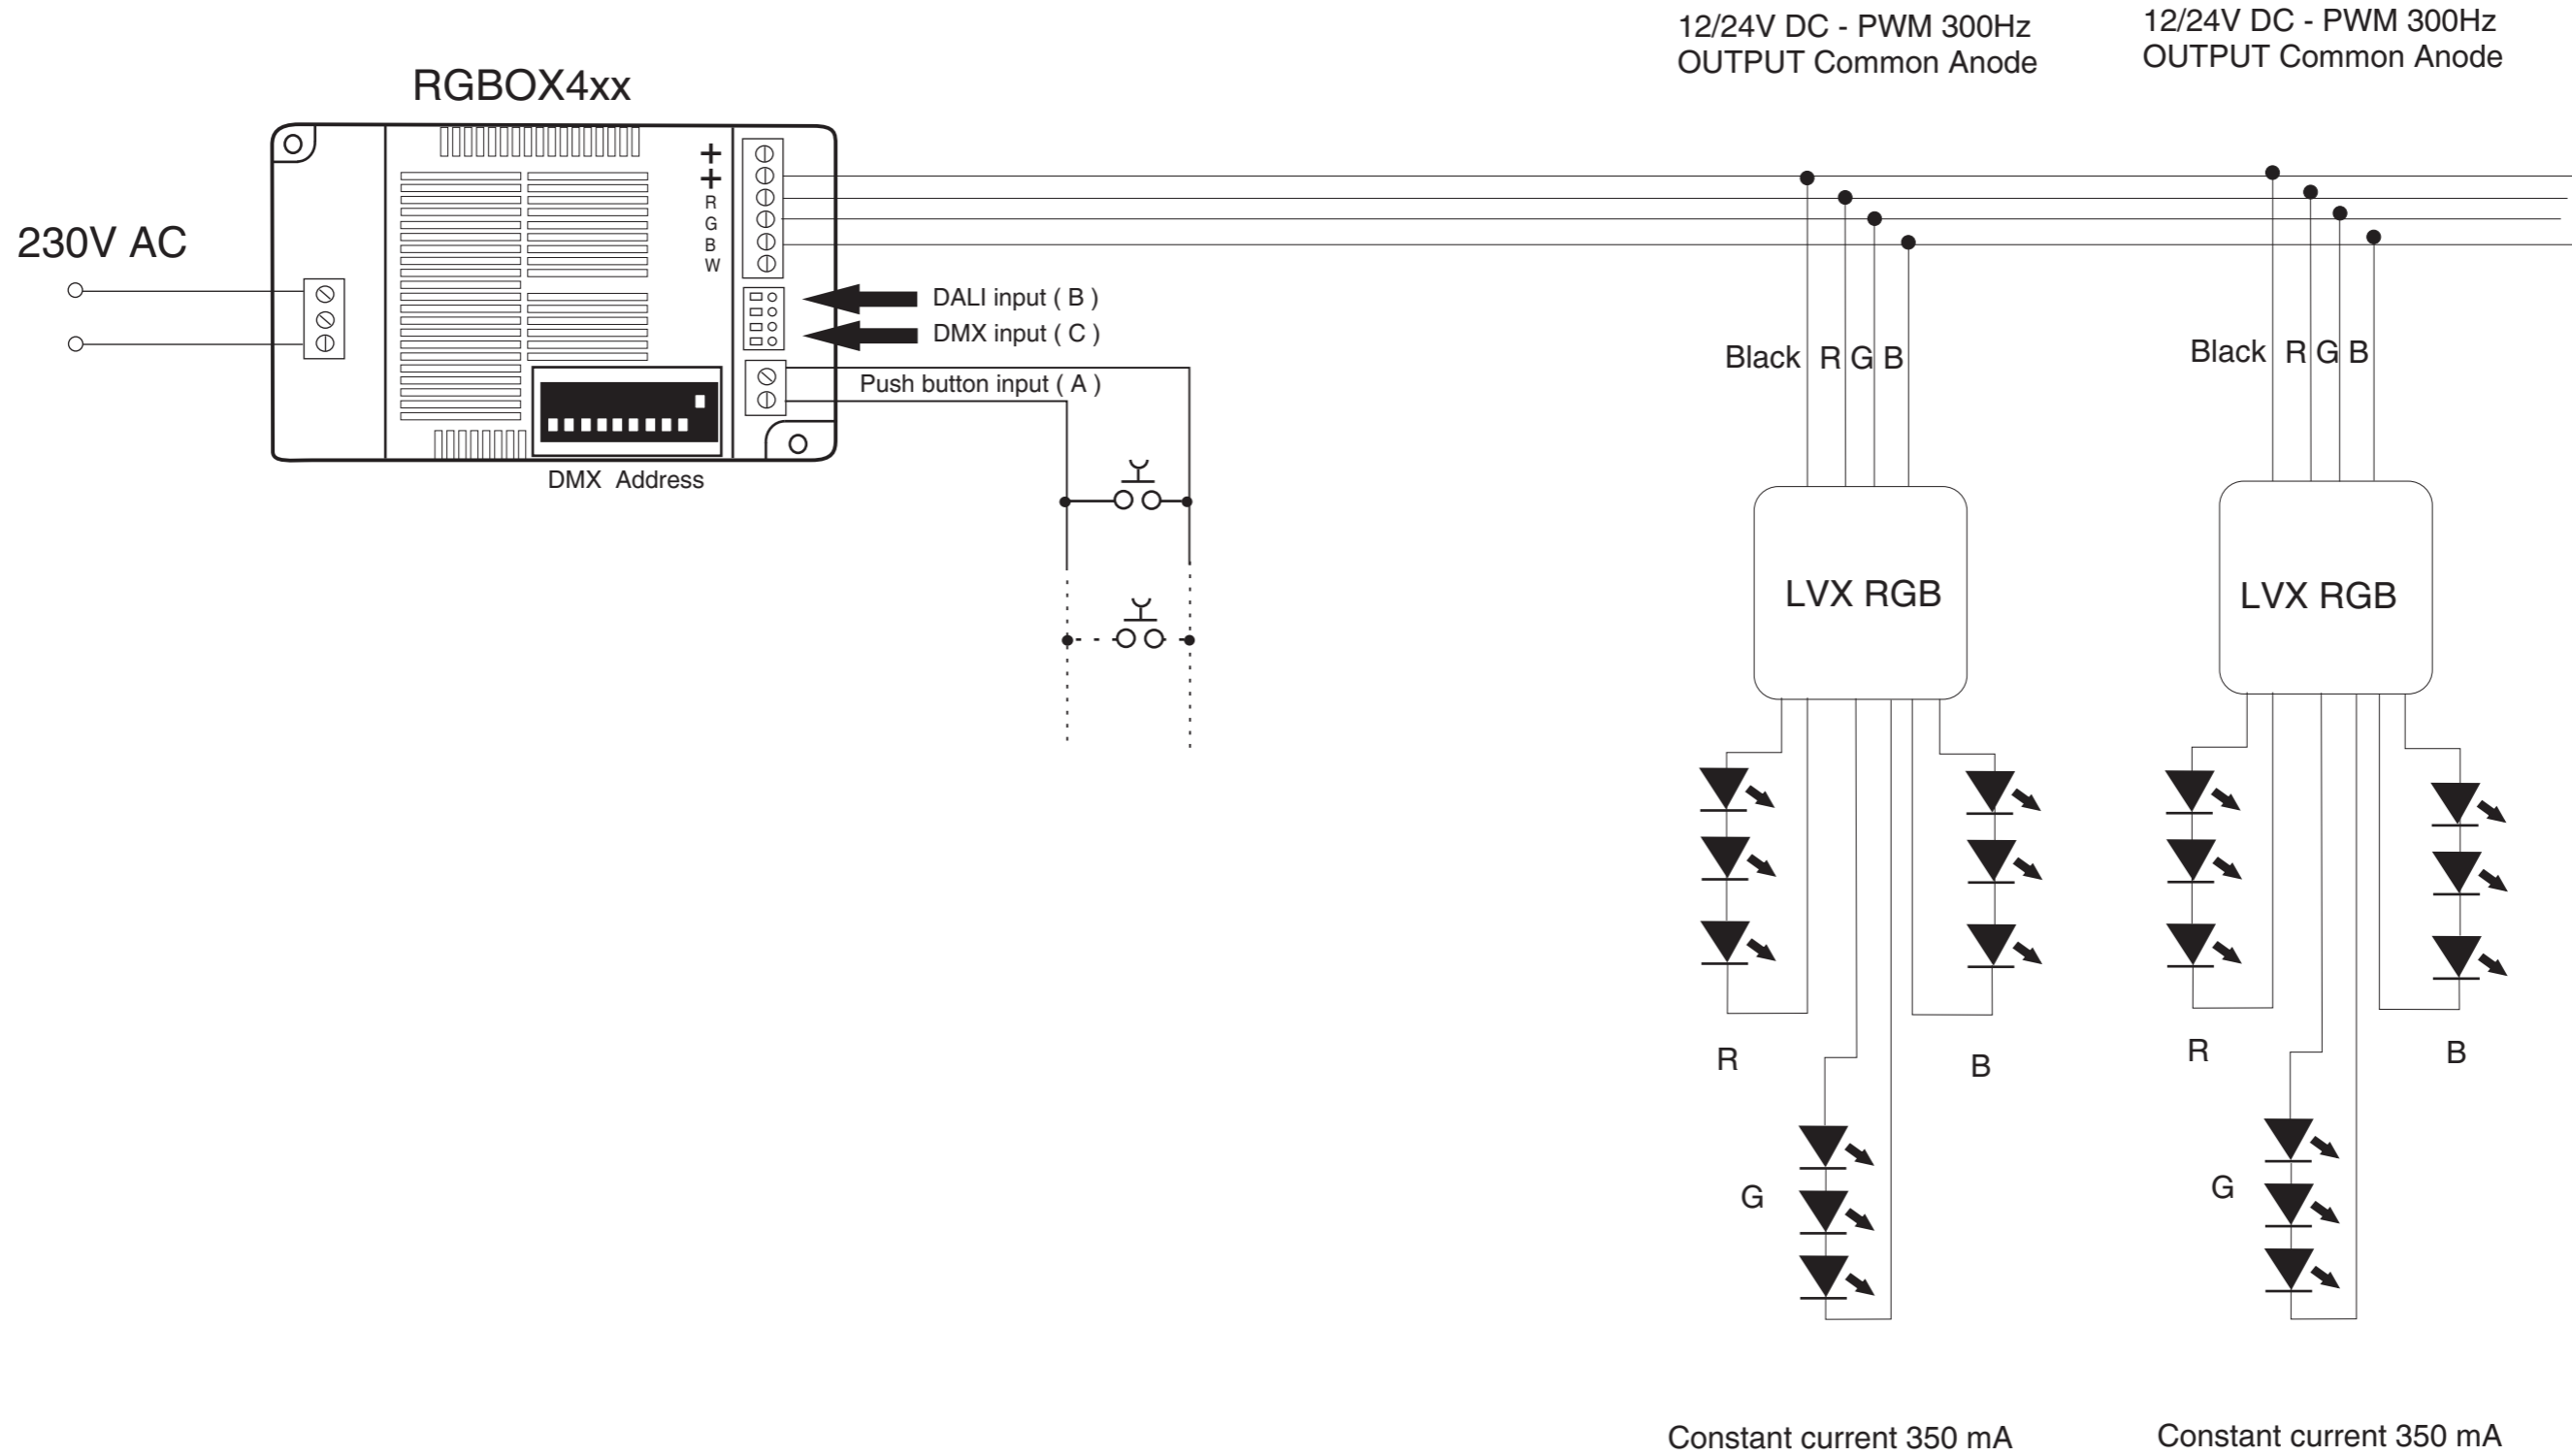 12/24V DC - PWM 300Hz
OUTPUT Common Anode
12/24V DC - PWM 300Hz
OUTPUT Common Anode
RGBOX4xx
+
+
R
G
B
W
230V AC
DALI input ( B )
DMX input ( C )
Push button input ( A )
DMX Address
Black R G B
Black R G B
LVX RGB
LVX RGB
R
B
R
B
G
G
Constant current 350 mA
Constant current 350 mA